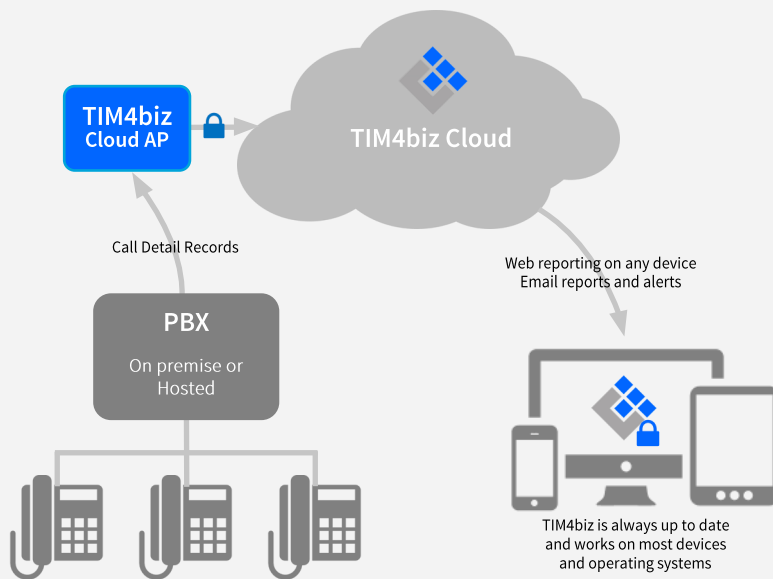 TIM4biz
Cloud AP
TIM4biz Cloud
Call Detail Records
Web reporting on any device
Email reports and alerts
PBX
On premise or
Hosted
TIM4biz is always up to date
and works on most devices
and operating systems